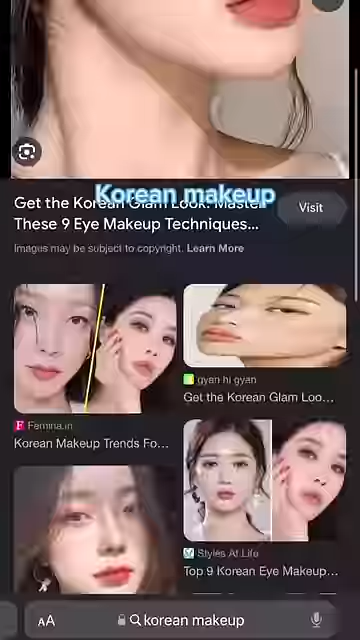 Korean makeup
Get the Korean Glam Look: Master
These 9 Eye Makeup Techniques...
Visit
Images may be subject to copyright. Learn More
gyan hi gyan
Get the Korean Glam Loo...
Femina.in
Korean Makeup Trends Fo...
Styles At Life
Top 9 Korean Eye Makeup...
AA
korean makeup